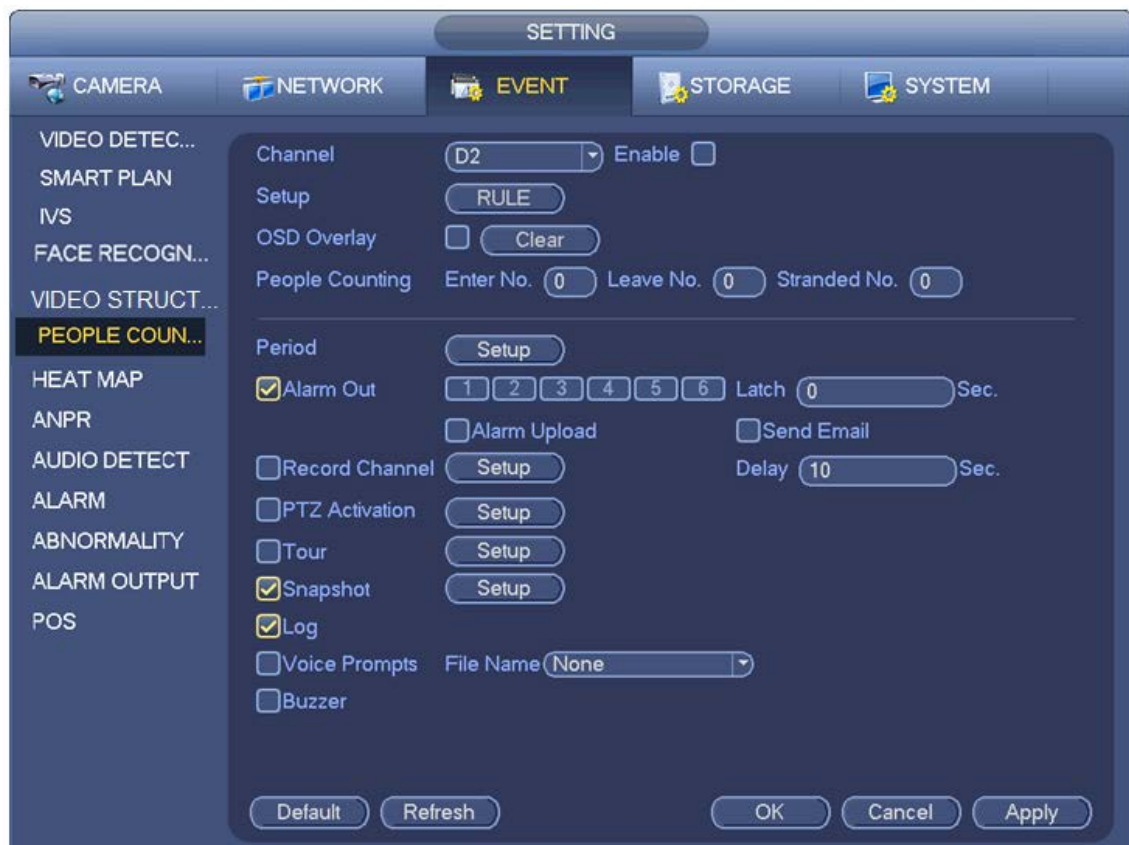 SETTING
CAMERA NETWORK EVENT STORAGE SYSTEM
VIDEO DETEC...
SMART PLAN
IVS
FACE RECOGN...
VIDEO STRUCT...
PEOPLE COUN...
HEAT MAP
ANPR
AUDIO DETECT
ALARM
ABNORMALITY
ALARM OUTPUT
POS
Channel D2 Enable
Setup RULE
OSD Overlay Clear
People Counting Enter No. 0 Leave No. 0 Stranded No. 0
Period Setup
Alarm Out 1 2 3 4 5 6 Latch 0 Sec.
Alarm Upload Send Email
Record Channel Setup Delay 10 Sec.
PTZ Activation Setup
Tour Setup
Snapshot Setup
Log
Voice Prompts File Name None
Buzzer
Default Refresh OK Cancel Apply